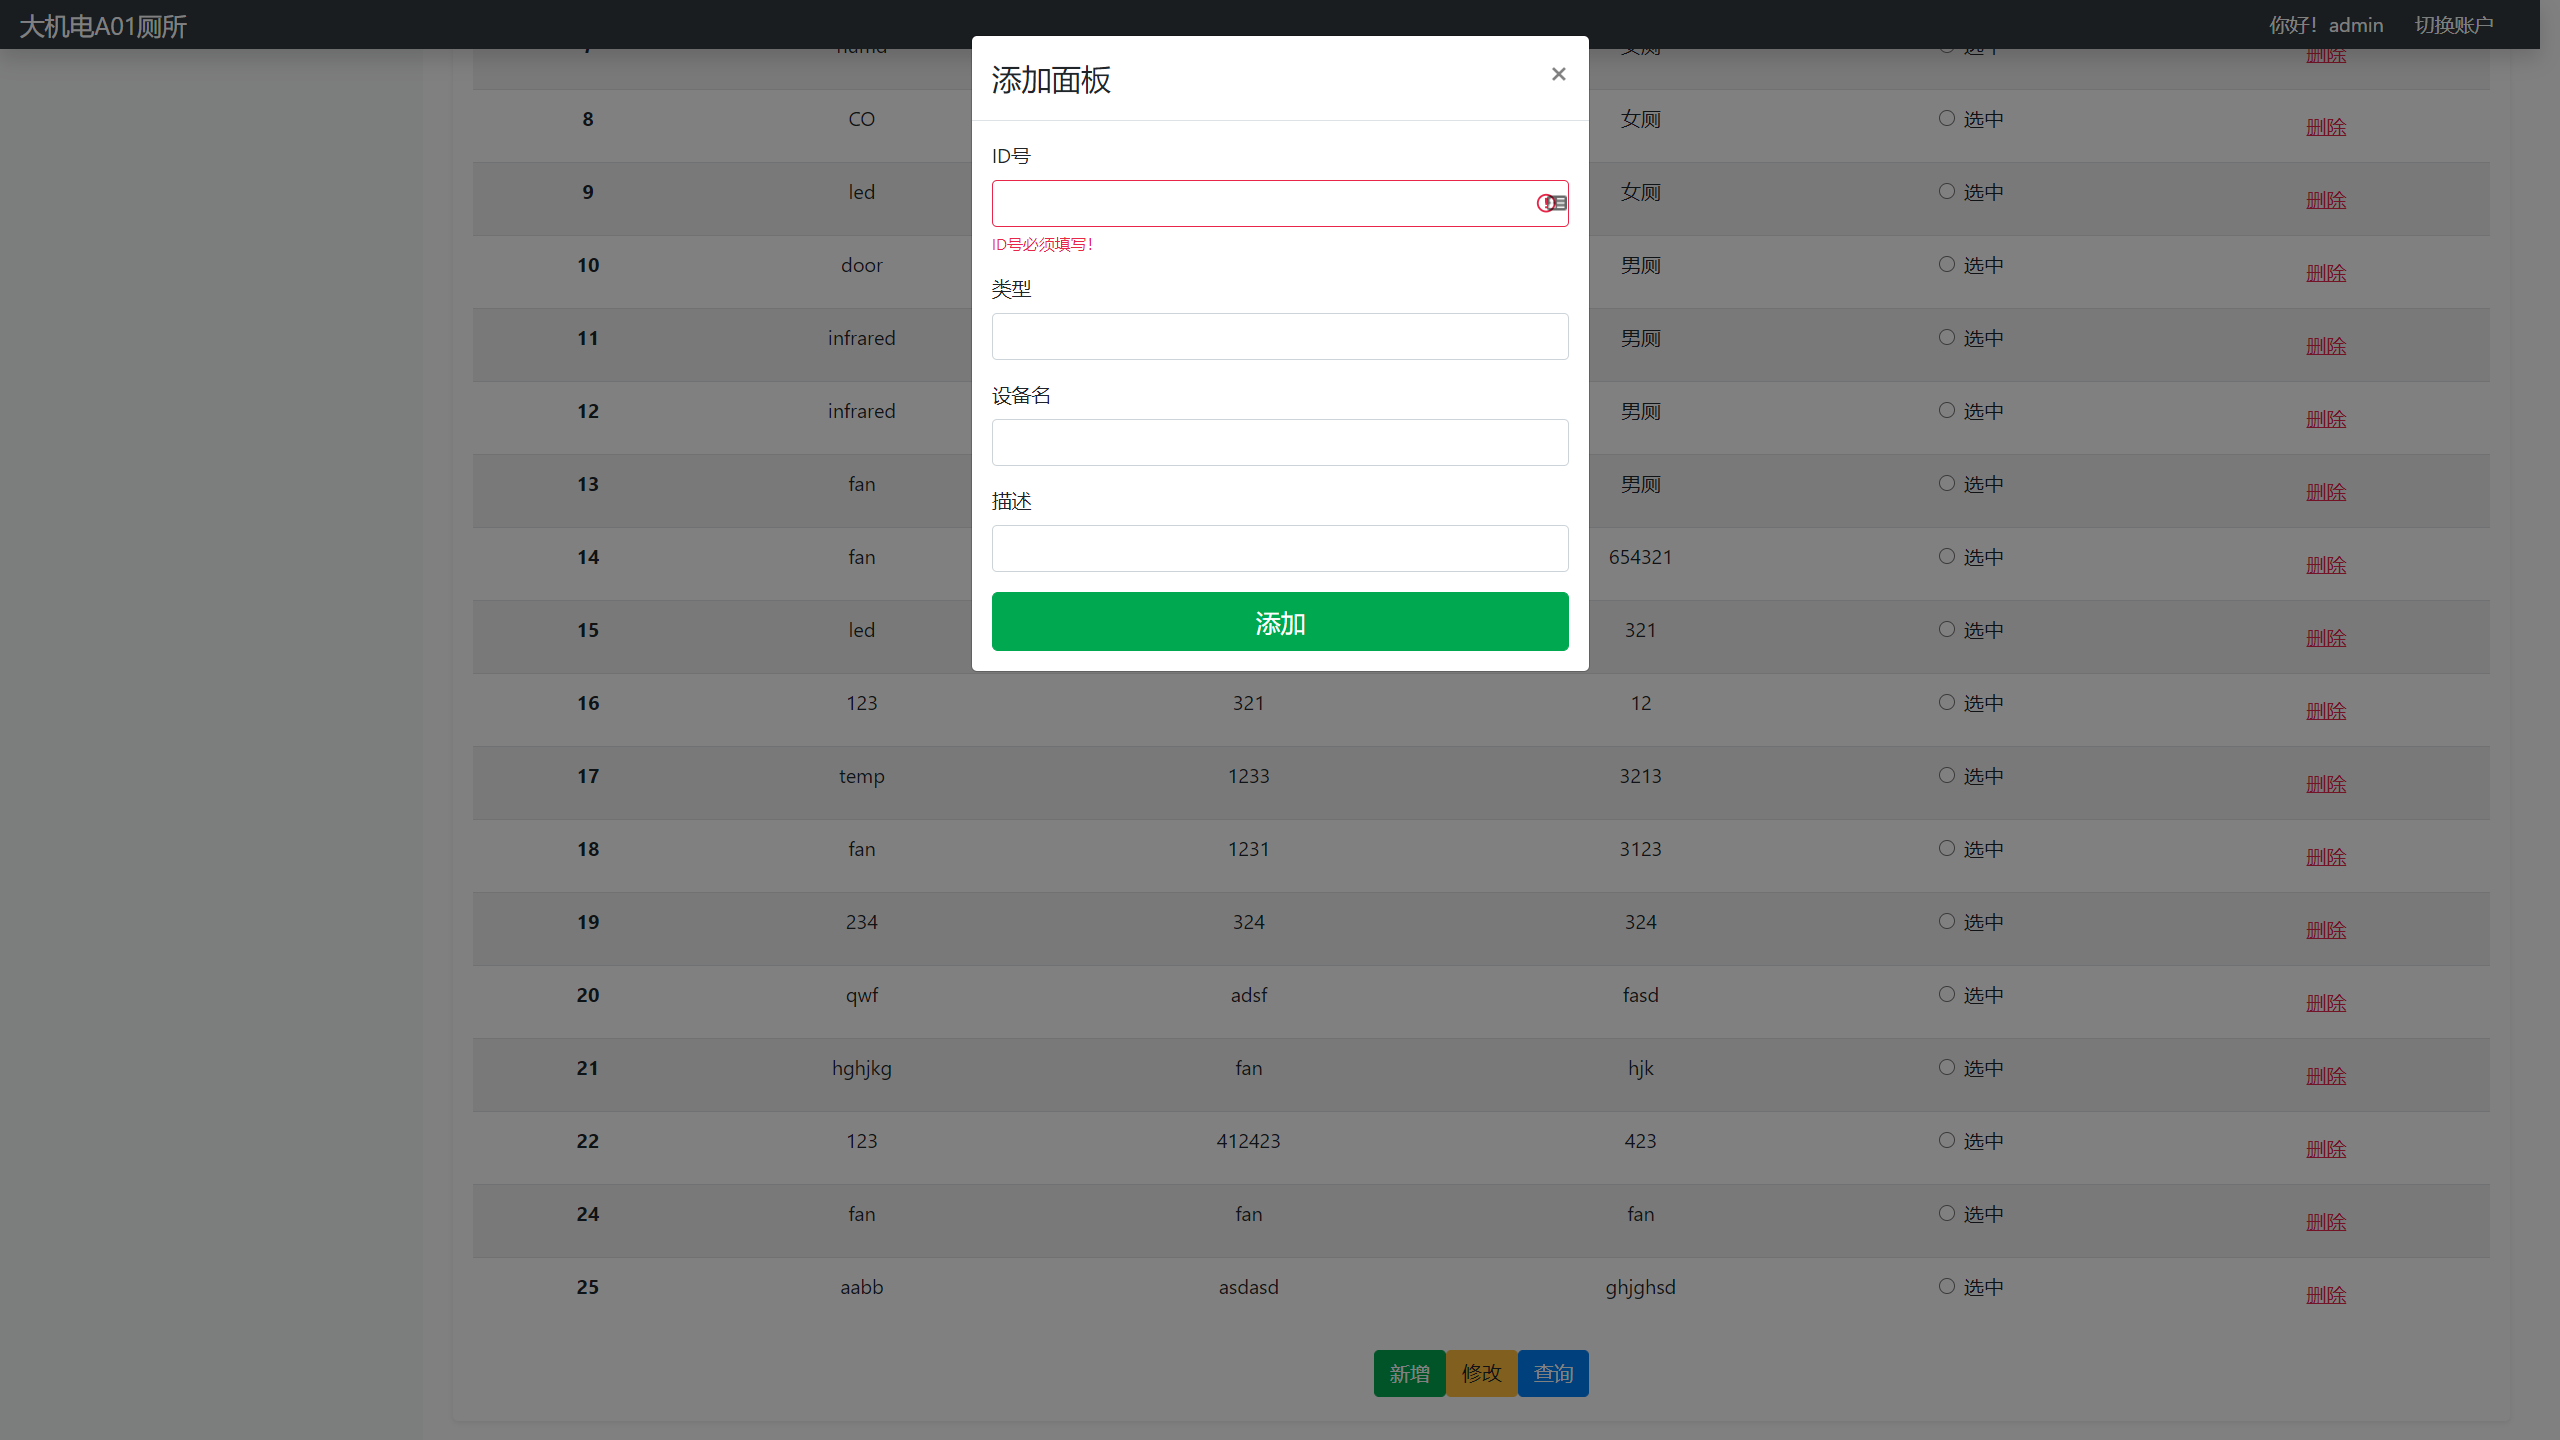 大机电A01厕所
你好！admin 切换账户
添加面板 ×
ID号
ID号必须填写！
类型
设备名
描述
添加
7 humd 女厕 选中 删除
8 CO 女厕 选中 删除
9 led 女厕 选中 删除
10 door 男厕 选中 删除
11 infrared 男厕 选中 删除
12 infrared 男厕 选中 删除
13 fan 男厕 选中 删除
14 fan 654321 选中 删除
15 led 321 选中 删除
16 123 321 12 选中 删除
17 temp 1233 3213 选中 删除
18 fan 1231 3123 选中 删除
19 234 324 324 选中 删除
20 qwf adsf fasd 选中 删除
21 hghjkg fan hjk 选中 删除
22 123 412423 423 选中 删除
24 fan fan fan 选中 删除
25 aabb asdasd ghjghsd 选中 删除
新增 修改 查询